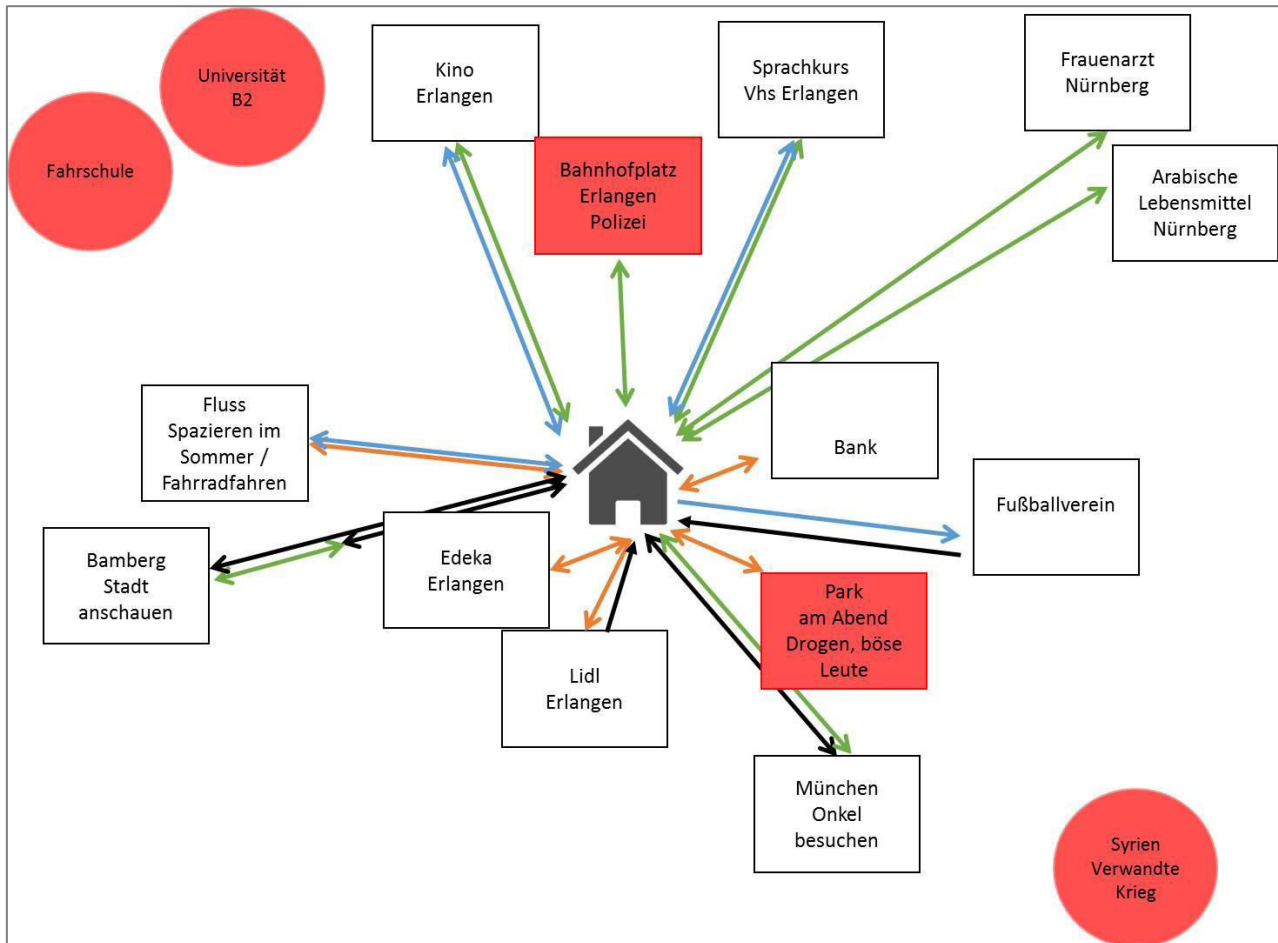 Universität
B2
Fahrschule
Kino
Erlangen
Sprachkurs
Vhs Erlangen
Frauenarzt
Nürnberg
Bahnhofplatz
Erlangen
Polizei
Arabische
Lebensmittel
Nürnberg
Fluss
Spazieren im
Sommer /
Fahrradfahren
Bank
Fußballverein
Bamberg
Stadt
anschauen
Edeka
Erlangen
Park
am Abend
Drogen, böse
Leute
Lidl
Erlangen
München
Onkel
besuchen
Syrien
Verwandte
Krieg